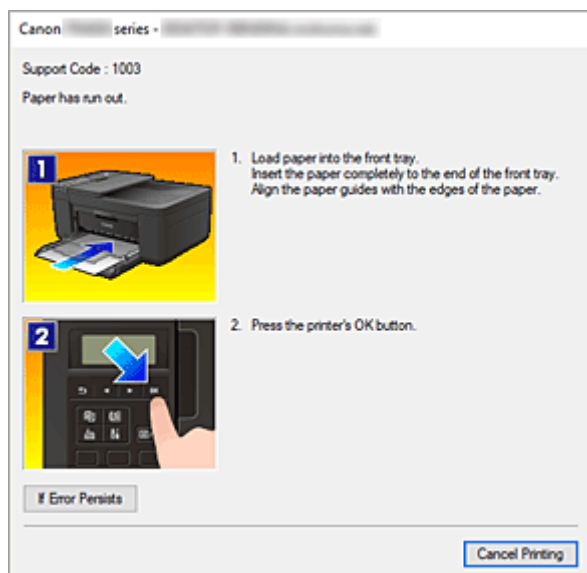 Canon series -
Support Code : 1003
Paper has run out.
1
1. Load paper into the front tray.
Insert the paper completely to the end of the front tray.
Align the paper guides with the edges of the paper.
2
2. Press the printer's OK button.
If Error Persists
Cancel Printing